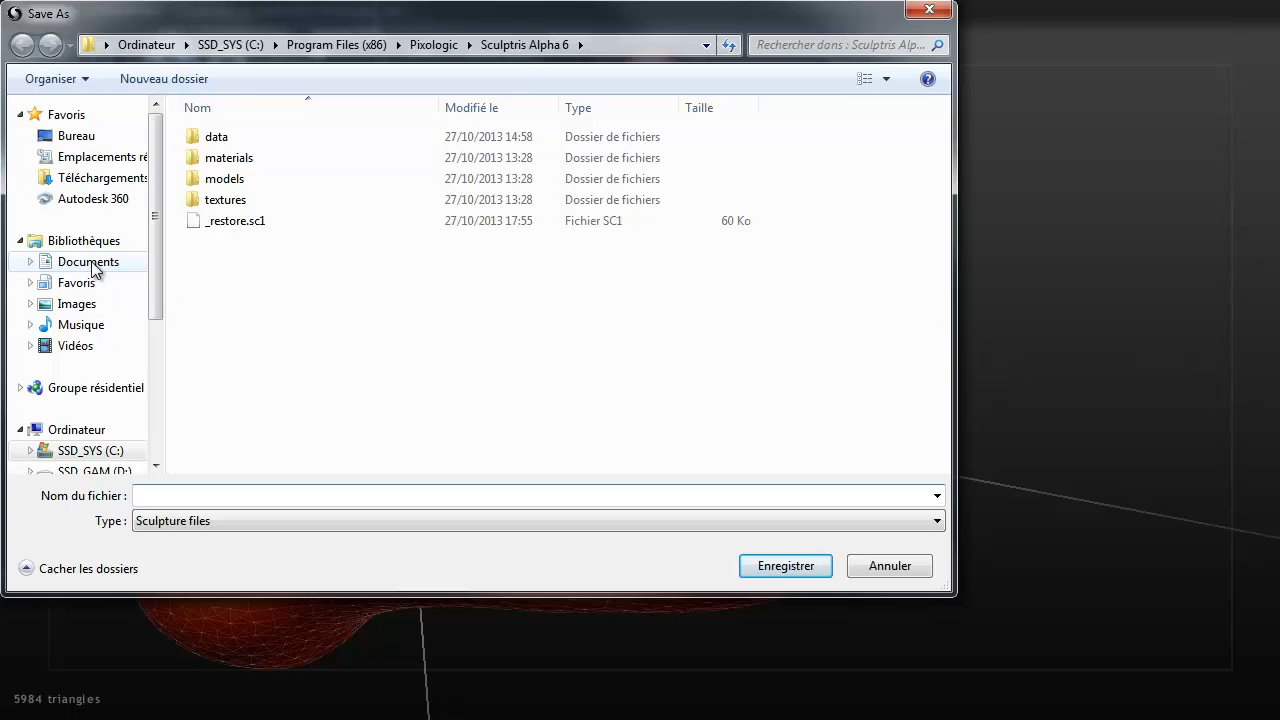 Save As
Ordinateur SSD_SYS (C:) Program Files (x86) Pixologic Sculptris Alpha 6
Rechercher dans : Sculptris Alp...
Organiser Nouveau dossier
Nom Modifié le Type Taille
Favoris
Bureau
Emplacements ré
Téléchargements
Autodesk 360
Bibliothèques
Documents
Favoris
Images
Musique
Vidéos
Groupe résidentiel
Ordinateur
SSD_SYS (C:)
SSD_GAM (D:)
data 27/10/2013 14:58 Dossier de fichiers
materials 27/10/2013 13:28 Dossier de fichiers
models 27/10/2013 13:28 Dossier de fichiers
textures 27/10/2013 13:28 Dossier de fichiers
_restore.sc1 27/10/2013 17:55 Fichier SC1 60 Ko
Nom du fichier :
Type : Sculpture files
Cacher les dossiers
Enregistrer Annuler
5984 triangles